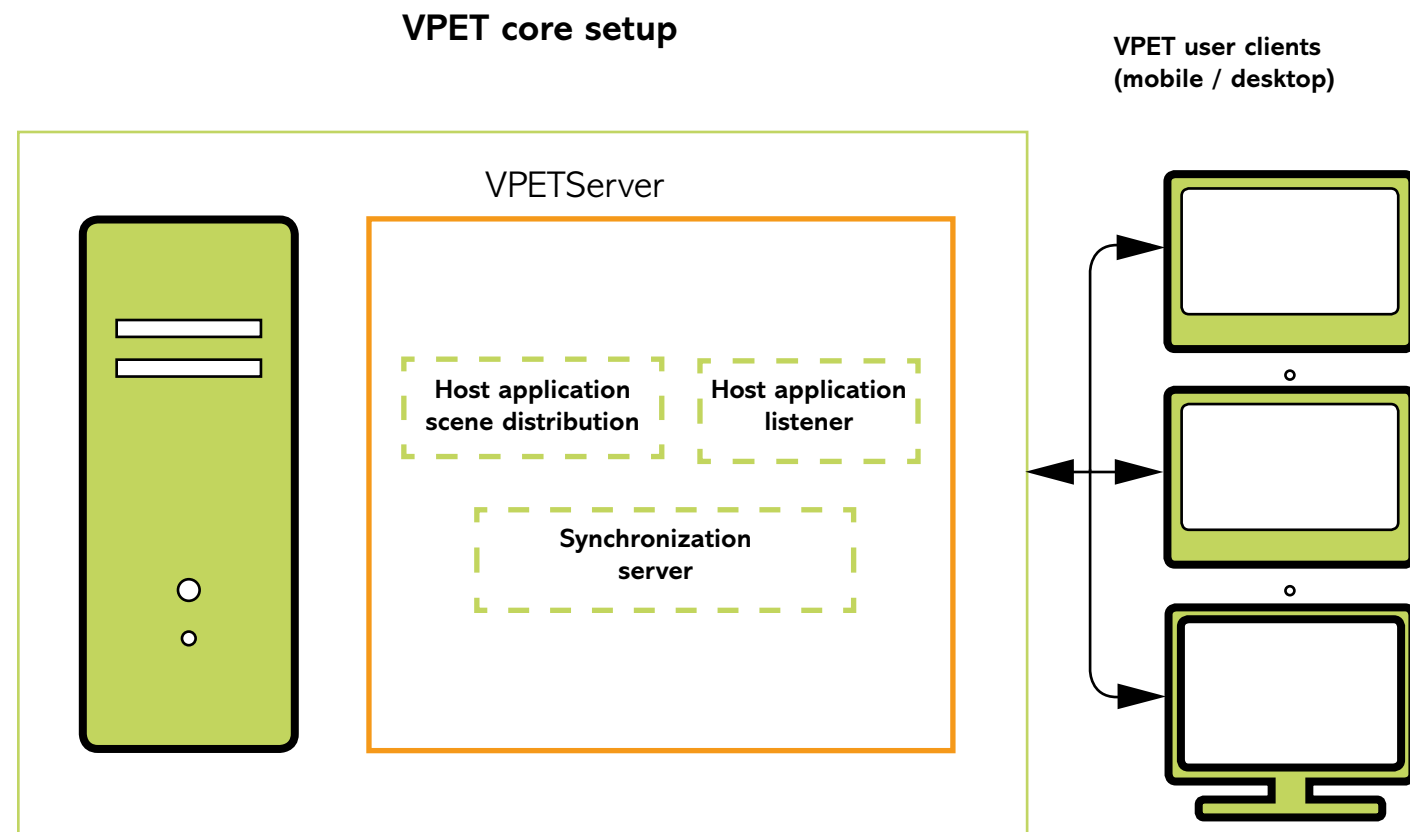 VPET core setup
VPET user clients
(mobile / desktop)
VPETServer
Host application
scene distribution
Host application
listener
Synchronization
server